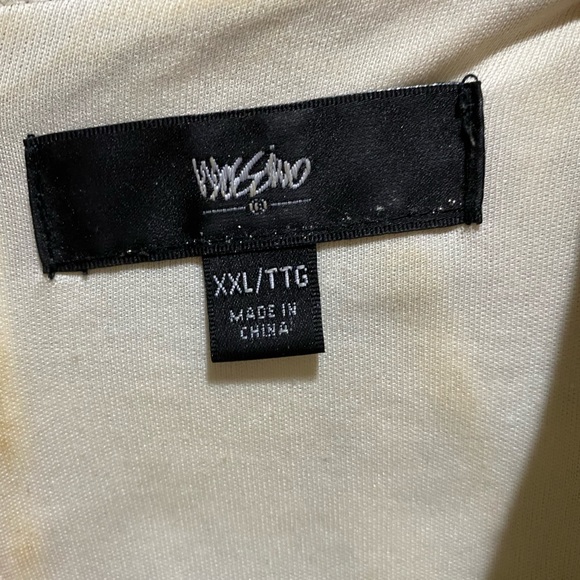 Mossimo
®
XXL/TTG
MADE IN
CHINA